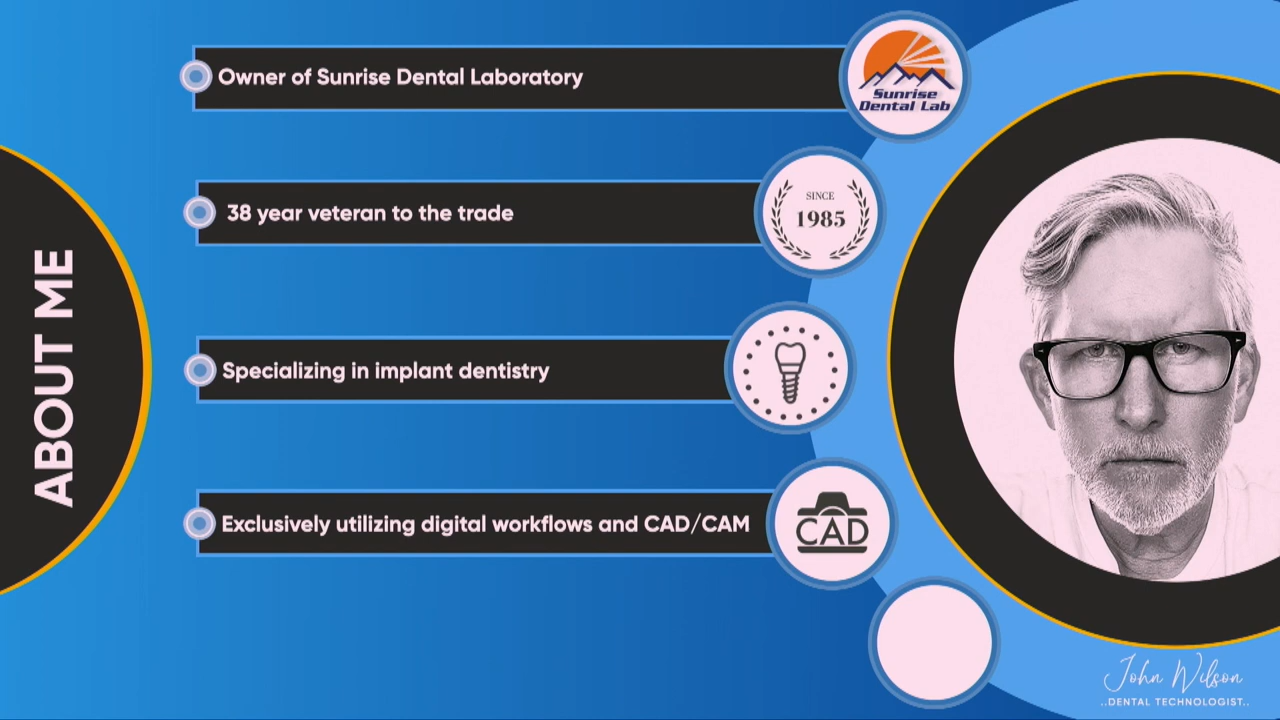 ABOUT ME
Owner of Sunrise Dental Laboratory
Sunrise
Dental Lab
38 year veteran to the trade
SINCE
1985
Specializing in implant dentistry
Exclusively utilizing digital workflows and CAD/CAM
CAD
John Wilson
..DENTAL TECHNOLOGIST..